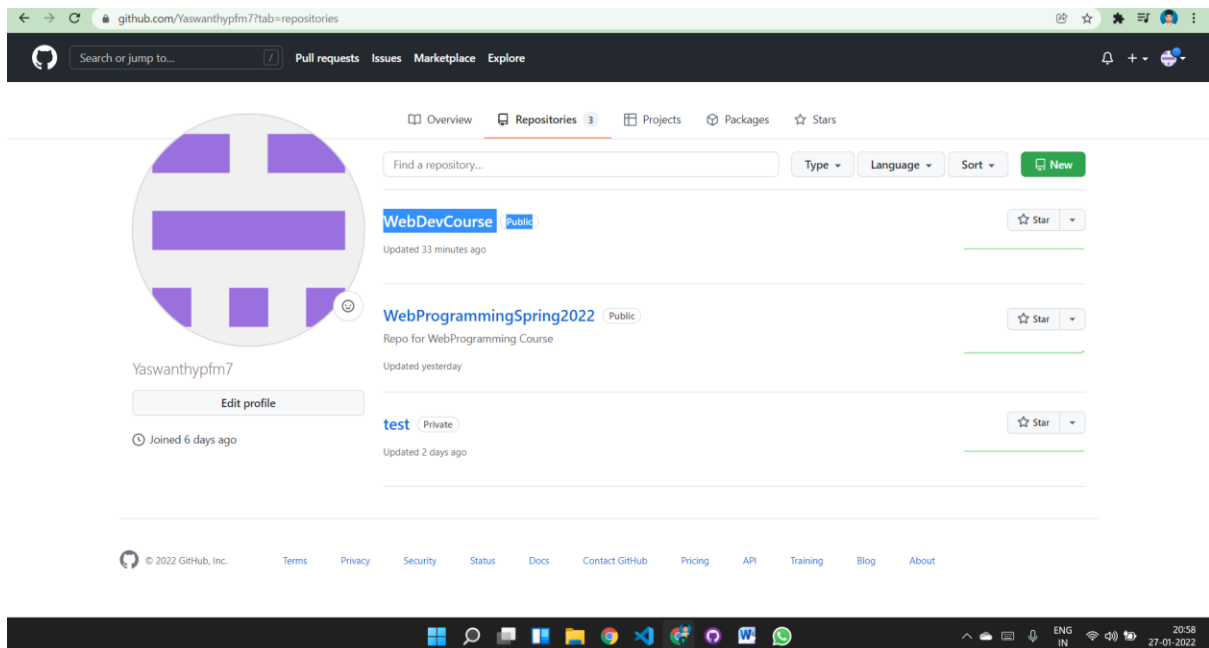 github.com/Yaswanthypfm7?tab=repositories
Search or jump to... / Pull requests Issues Marketplace Explore
Overview Repositories 3 Projects Packages Stars
Find a repository... Type Language Sort New
WebDevCourse Public Star
Updated 33 minutes ago
WebProgrammingSpring2022 Public Star
Repo for WebProgramming Course
Updated yesterday
Yaswanthypfm7
Edit profile
Joined 6 days ago
test Private Star
Updated 2 days ago
© 2022 GitHub, Inc. Terms Privacy Security Status Docs Contact GitHub Pricing API Training Blog About
ENG 20:58
IN 27-01-2022